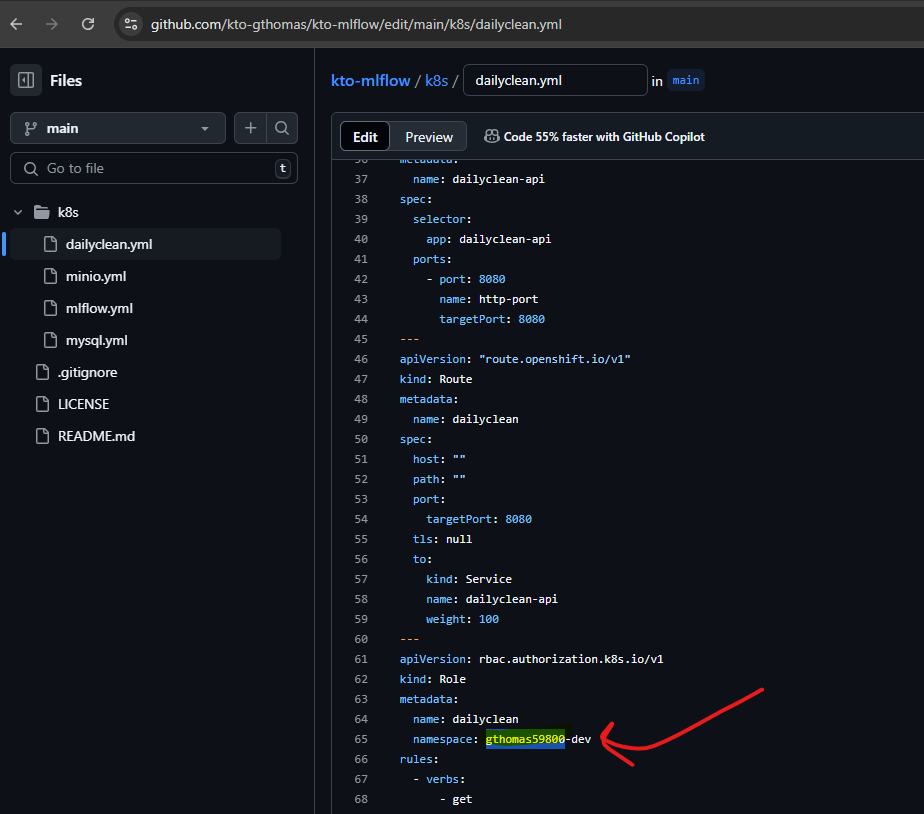 github.com/kto-gthomas/kto-mlflow/edit/main/k8s/dailyclean.yml
Files
main
Go to file
t
k8s
dailyclean.yml
minio.yml
mlflow.yml
mysql.yml
.gitignore
LICENSE
README.md
kto-mlflow / k8s / dailyclean.yml in main
Edit Preview Code 55% faster with GitHub Copilot
36 metadata:
37 name: dailyclean-api
38 spec:
39 selector:
40 app: dailyclean-api
41 ports:
42 - port: 8080
43 name: http-port
44 targetPort: 8080
45 ---
46 apiVersion: "route.openshift.io/v1"
47 kind: Route
48 metadata:
49 name: dailyclean
50 spec:
51 host: ""
52 path: ""
53 port:
54 targetPort: 8080
55 tls: null
56 to:
57 kind: Service
58 name: dailyclean-api
59 weight: 100
60 ---
61 apiVersion: rbac.authorization.k8s.io/v1
62 kind: Role
63 metadata:
64 name: dailyclean
65 namespace: gthomas59800-dev
66 rules:
67 - verbs:
68 - get